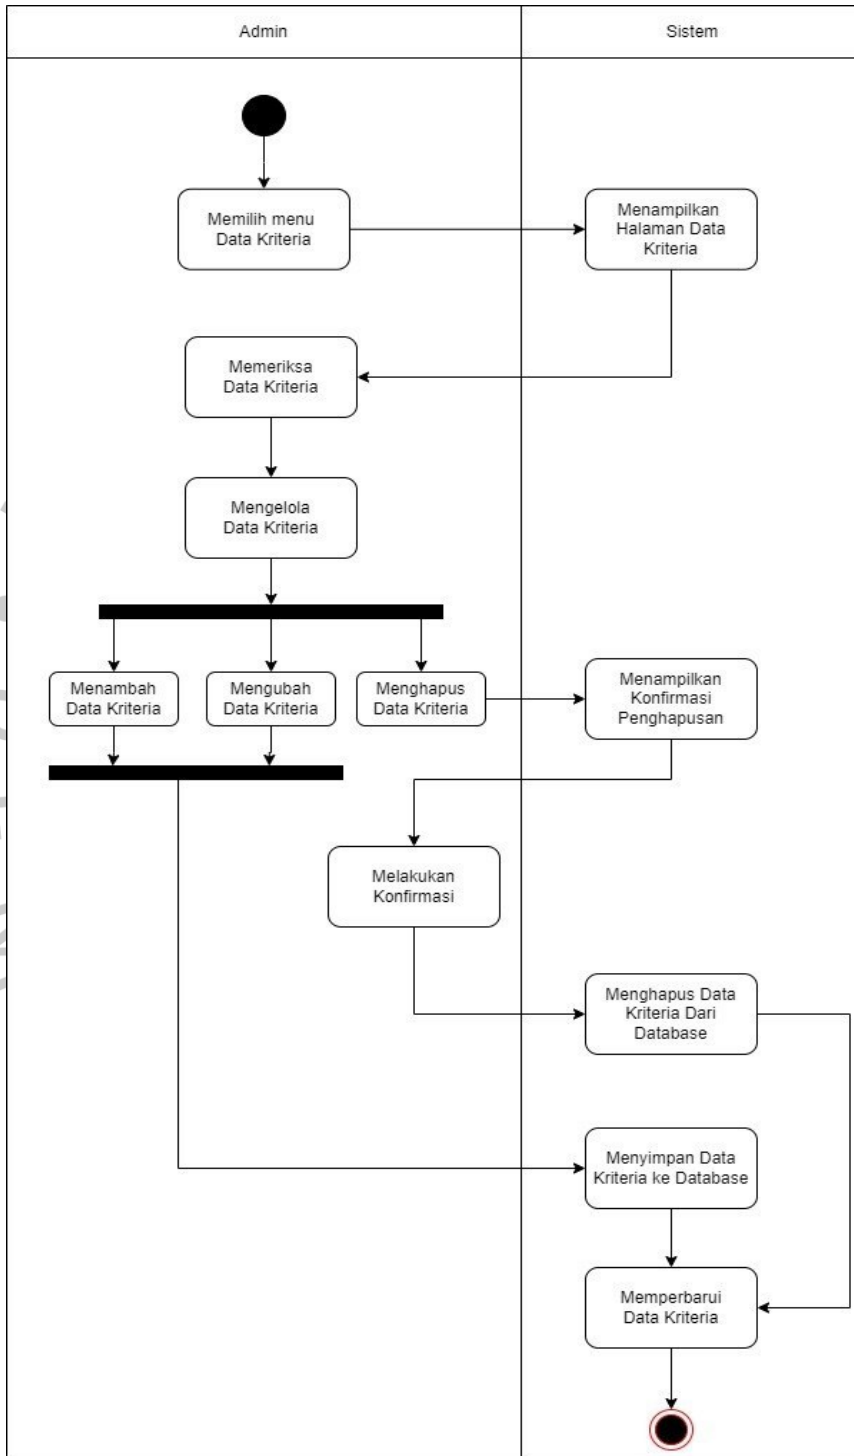 Admin
Sistem
Memilih menu
Data Kriteria
Menampilkan
Halaman Data
Kriteria
Memeriksa
Data Kriteria
Mengelola
Data Kriteria
Menambah
Data Kriteria
Mengubah
Data Kriteria
Menghapus
Data Kriteria
Menampilkan
Konfirmasi
Penghapusan
Melakukan
Konfirmasi
Menghapus Data
Kriteria Dari
Database
Menyimpan Data
Kriteria ke Database
Memperbarui
Data Kriteria